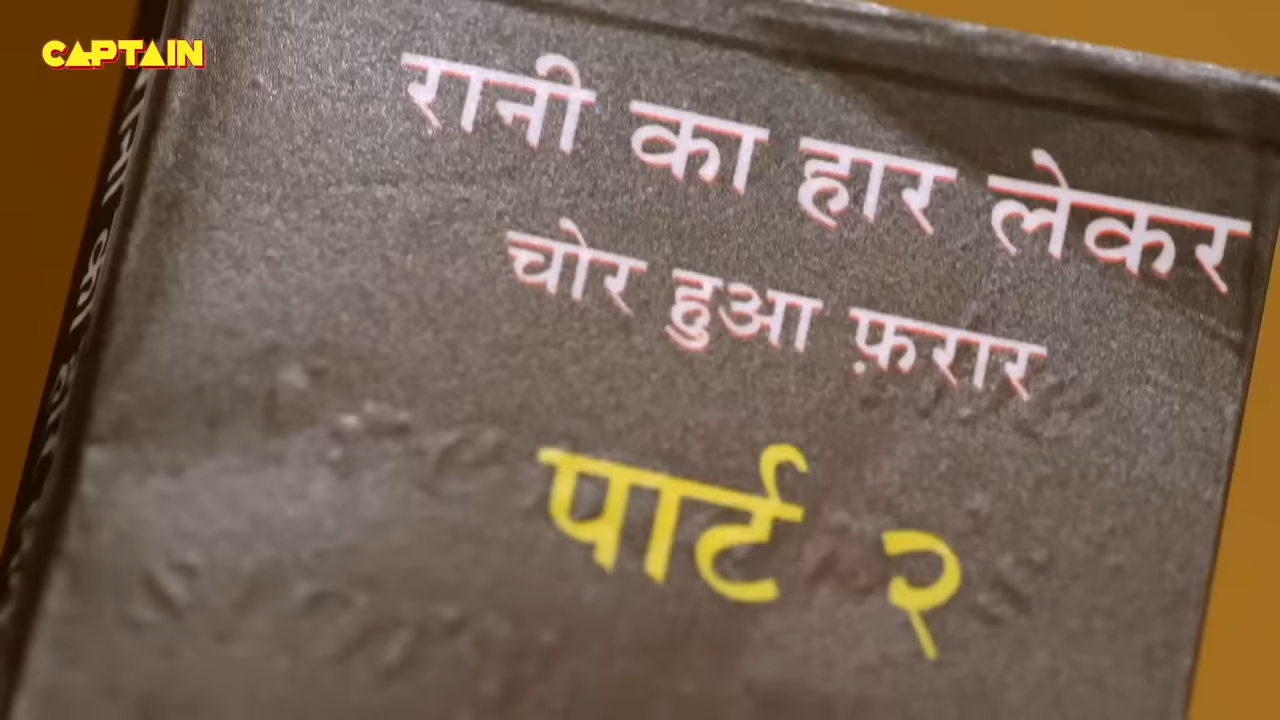 CAPTAIN
रानी का हार लेकर
चोर हुआ फ़रार
पार्ट २